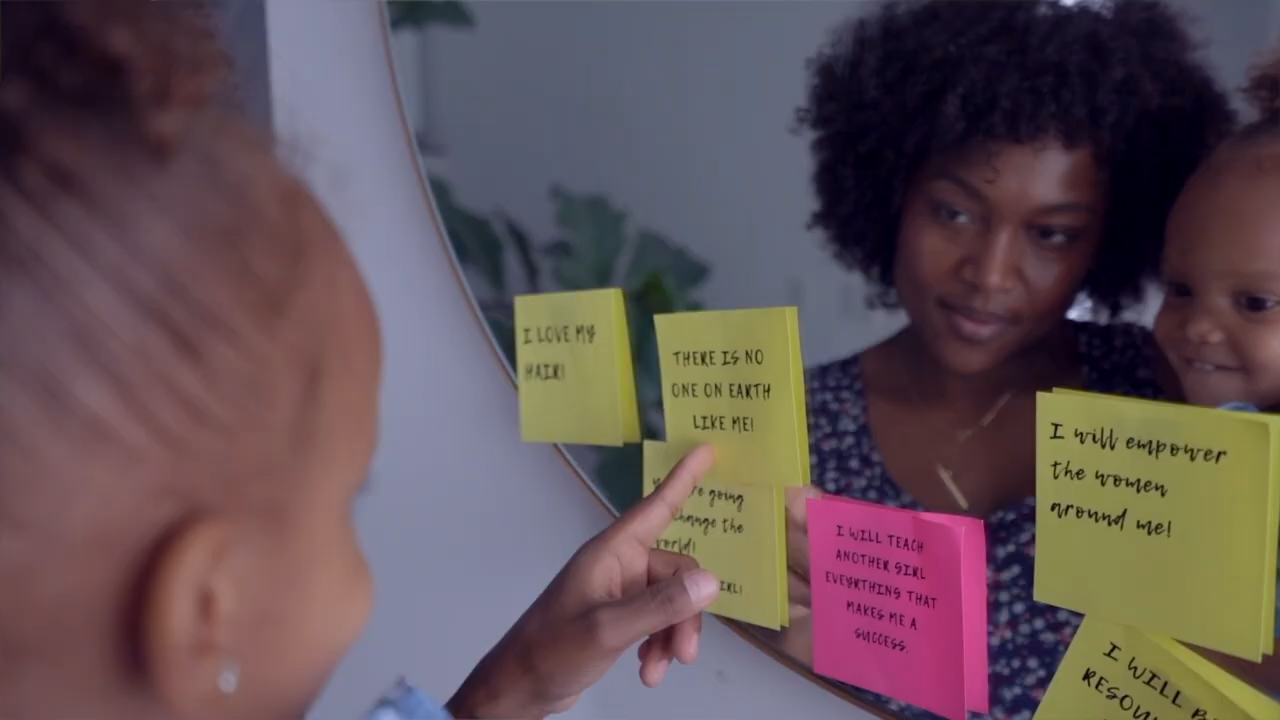 I LOVE MY
HAIR!
THERE IS NO
ONE ON EARTH
LIKE ME!
going
change the
world!
I WILL TEACH
ANOTHER GIRL
EVEYRTHING THAT
MAKES ME A
SUCCESS.
I will empower
the women
around me!
I WILL